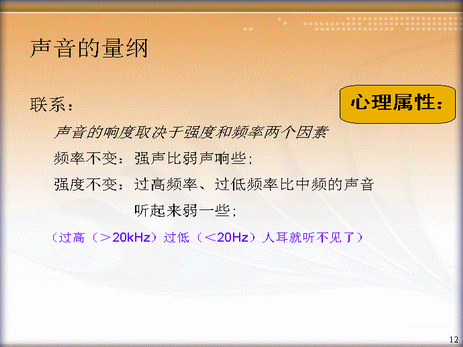 声音的量纲
心理属性：
联系：
声音的响度取决于强度和频率两个因素
频率不变：强声比弱声响些；
强度不变：过高频率、过低频率比中频的声音
听起来弱一些；
（过高（＞20kHz）过低（＜20Hz）人耳就听不见了）
12